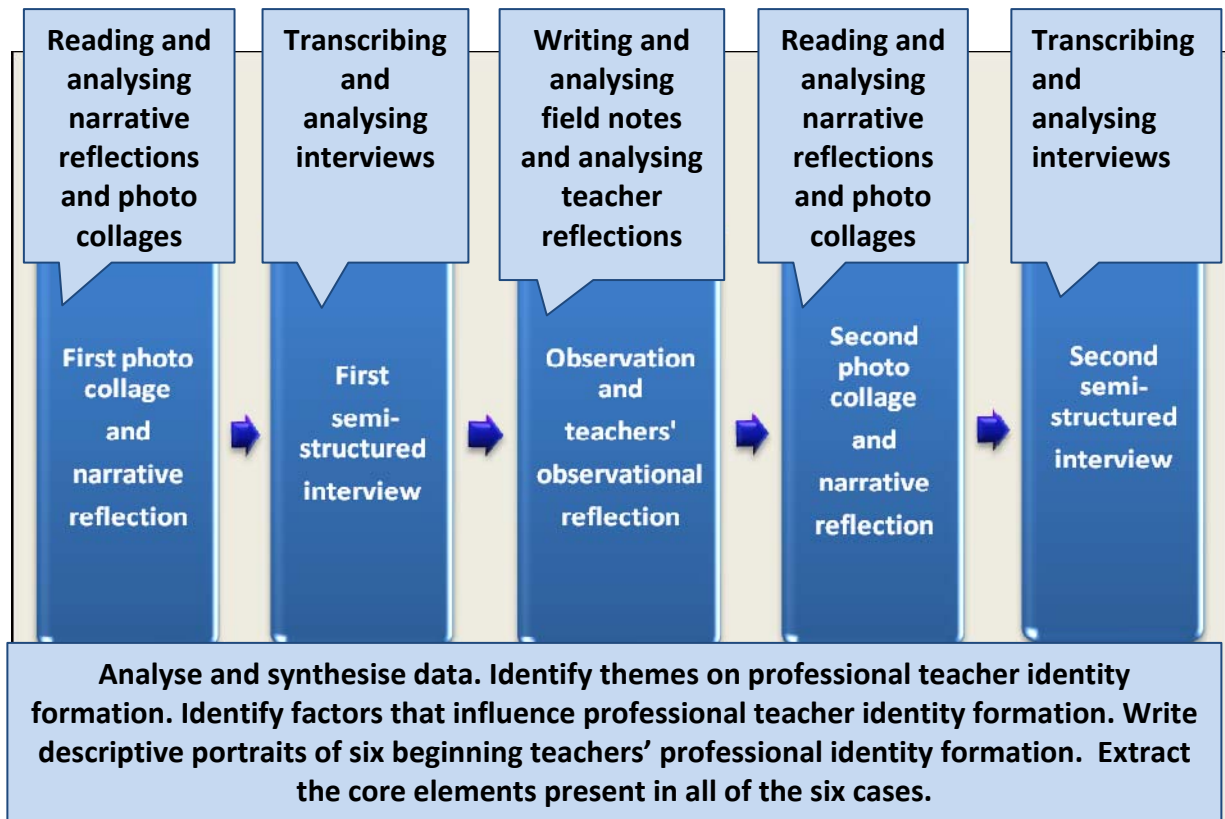 Reading and
analysing
narrative
reflections
and photo
collages
Transcribing
and
analysing
interviews
Writing and
analysing
field notes
and analysing
teacher
reflections
Reading and
analysing
narrative
reflections
and photo
collages
Transcribing
and
analysing
interviews
First photo
collage
and
narrative
reflection
First
semi-
structured
interview
Observation
and
teachers'
observational
reflection
Second
photo
collage
and
narrative
reflection
Second
semi-
structured
interview
Analyse and synthesise data. Identify themes on professional teacher identity
formation. Identify factors that influence professional teacher identity formation. Write
descriptive portraits of six beginning teachers’ professional identity formation.  Extract
the core elements present in all of the six cases.